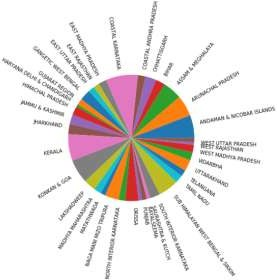 ANDAMAN & NICOBAR ISLANDS
ARUNACHAL PRADESH
ASSAM & MEGHALAYA
BIHAR
CHHATTISGARH
COASTAL ANDHRA PRADESH
COASTAL KARNATAKA
EAST MADHYA PRADESH
EAST RAJASTHAN
EAST UTTAR PRADESH
GANGETIC WEST BENGAL
GUJARAT REGION
HARYANA DELHI & CHANDIGARH
HIMACHAL PRADESH
JAMMU & KASHMIR
JHARKHAND
KERALA
KONKAN & GOA
LAKSHADWEEP
MADHYA MAHARASHTRA
MATATHWADA
NAGA MANI MIZO TRIPURA
NORTH INTERIOR KARNATAKA
ORISSA
PUNJAB
RAYALSEEMA
SAURASHTRA & KUTCH
SOUTH INTERIOR KARNATAKA
SUB HIMALAYAN WEST BENGAL & SIKKIM
TAMIL NADU
TELANGANA
UTTARAKHAND
VIDARBHA
WEST MADHYA PRADESH
WEST RAJASTHAN
WEST UTTAR PRADESH